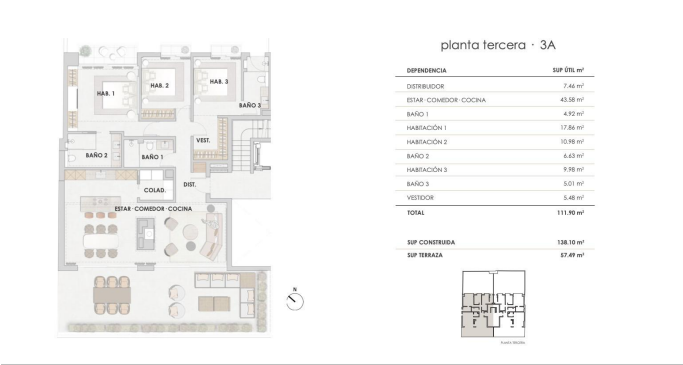 planta tercera · 3A
HAB. 1
HAB. 2
HAB. 3
BAÑO 3
VEST.
BAÑO 2
BAÑO 1
COLAD.
DIST.
ESTAR·COMEDOR·COCINA
N
DEPENDENCIA SUP ÚTIL m²
DISTRIBUIDOR 7.46 m²
ESTAR·COMEDOR·COCINA 43.58 m²
BAÑO 1 4.92 m²
HABITACIÓN 1 17.86 m²
HABITACIÓN 2 10.98 m²
BAÑO 2 6.63 m²
HABITACIÓN 3 9.98 m²
BAÑO 3 5.01 m²
VESTIDOR 5.48 m²
TOTAL 111.90 m²
SUP CONSTRUIDA 138.10 m²
SUP TERRAZA 57.49 m²
PLANTA TERCERA